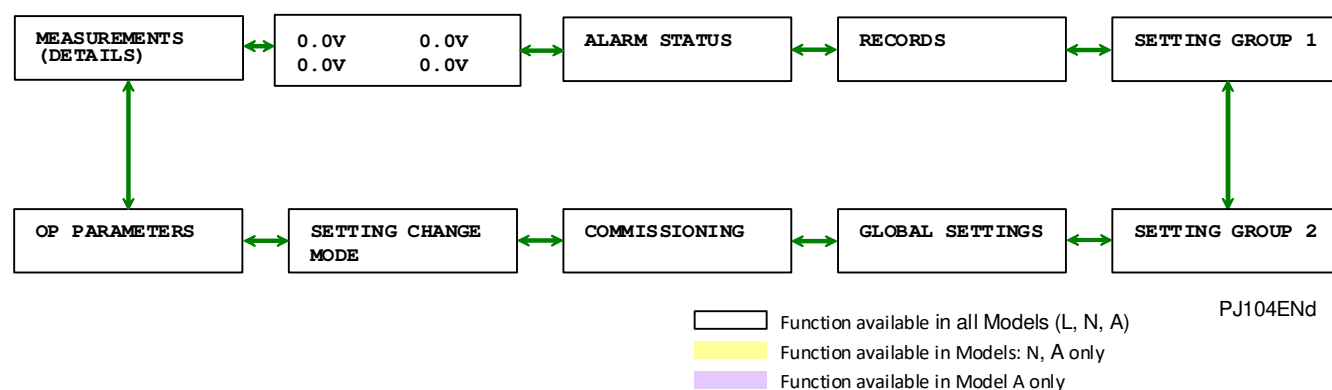 MEASUREMENTS
(DETAILS)
0.0V 0.0V
0.0V 0.0V
ALARM STATUS
RECORDS
SETTING GROUP 1
OP PARAMETERS
SETTING CHANGE
MODE
COMMISSIONING
GLOBAL SETTINGS
SETTING GROUP 2
PJ104ENd
Function available in all Models (L, N, A)
Function available in Models: N, A only
Function available in Model A only